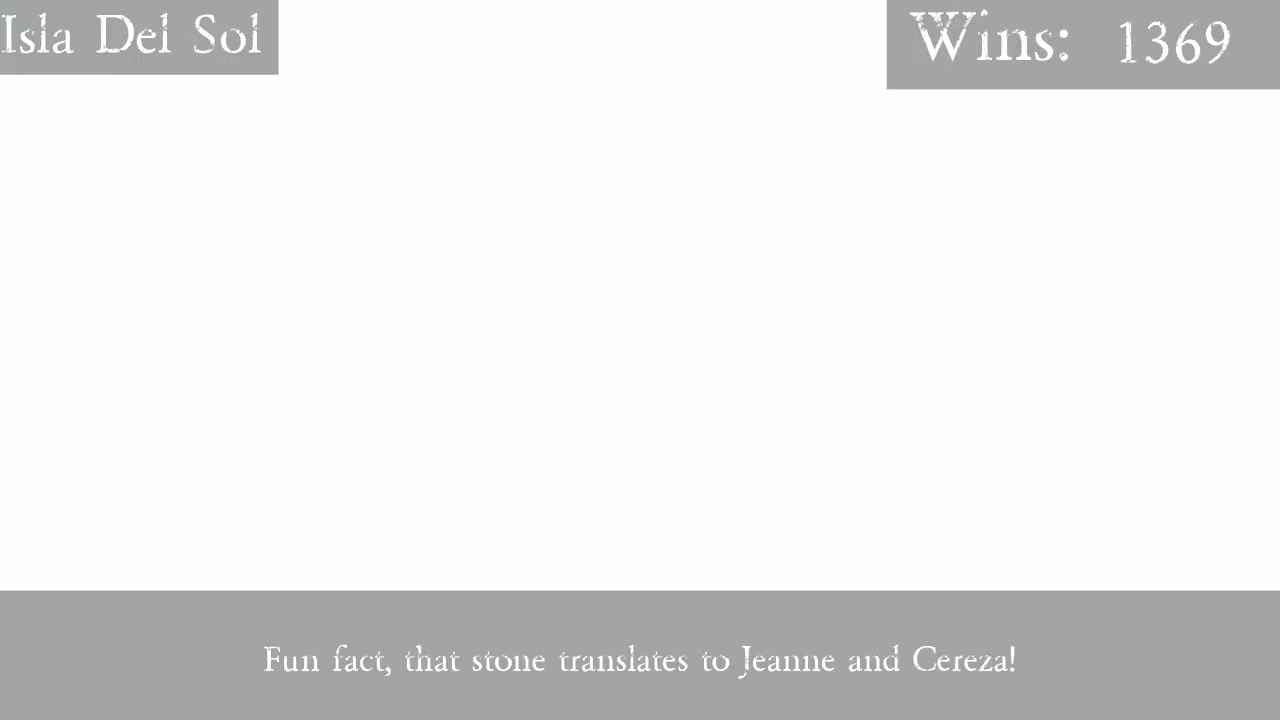 Isla Del Sol
Wins: 1369
Fun fact, that stone translates to Jeanne and Cereza!